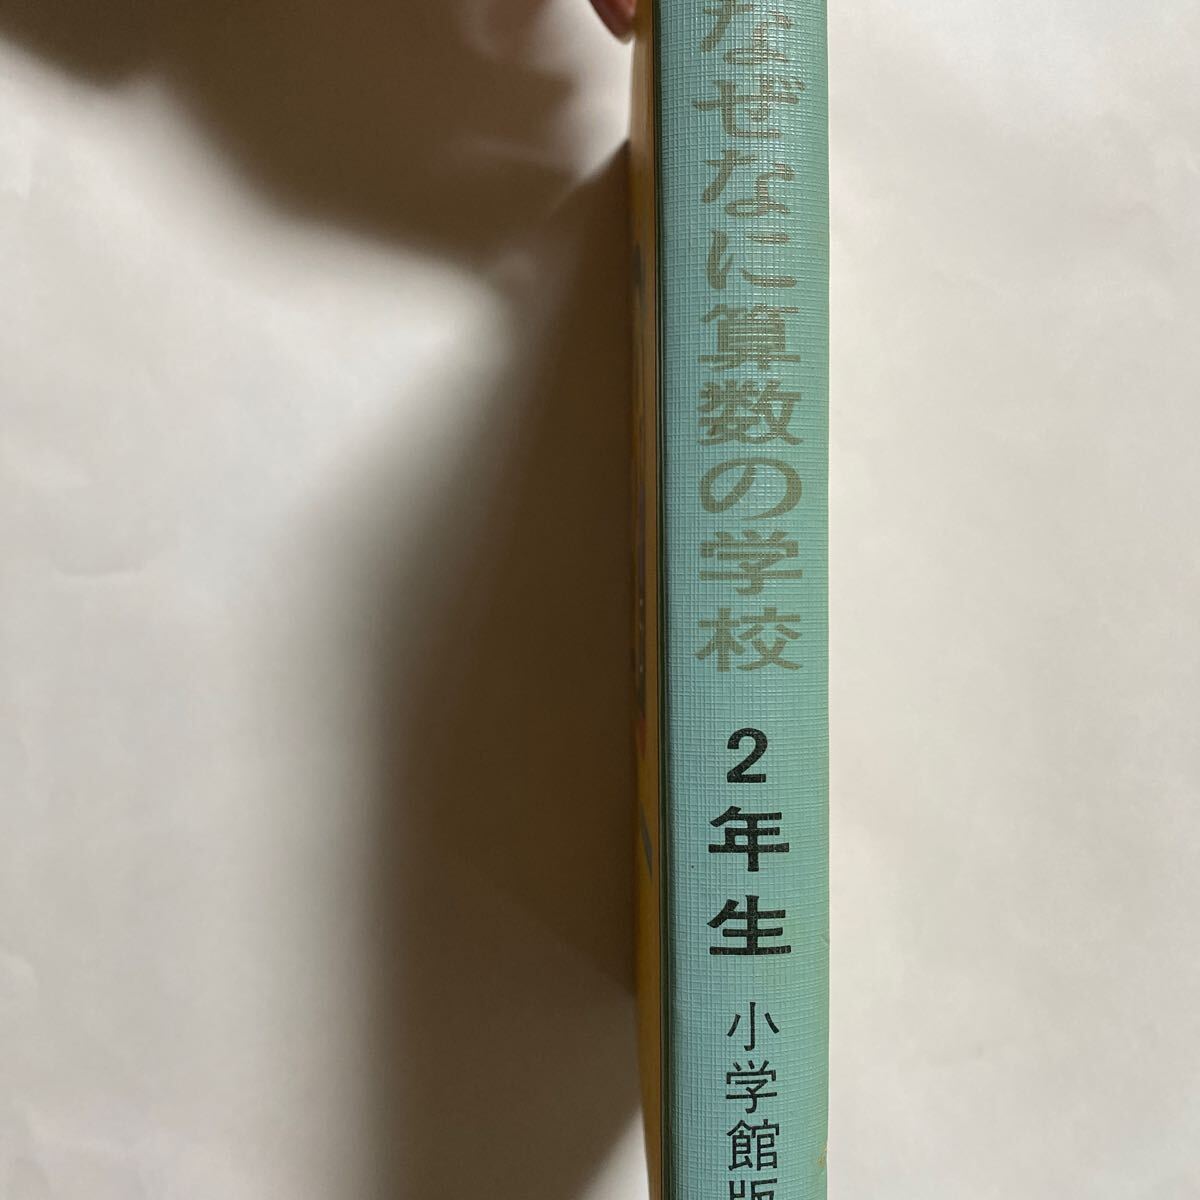 なぜなに算数の学校
2年生
小学館版